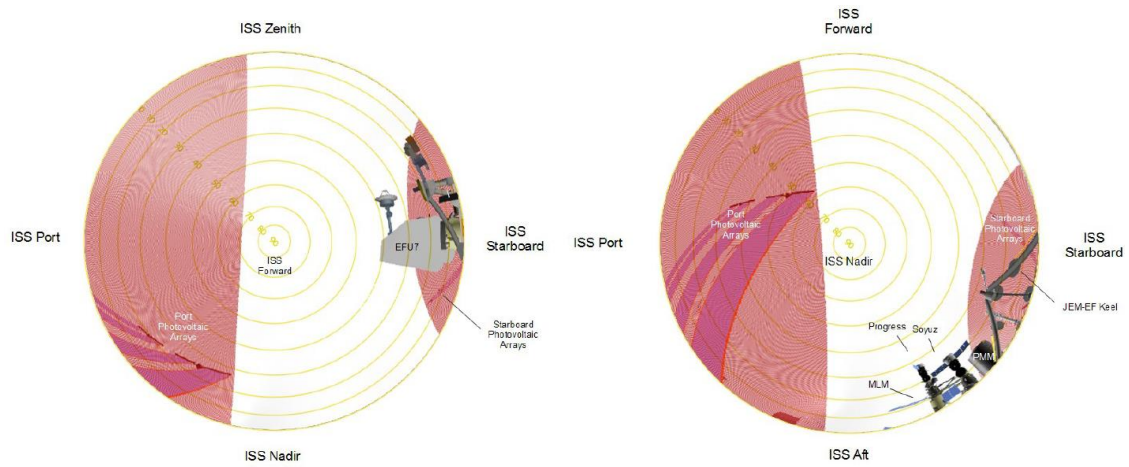 ISS Zenith
ISS Port
Port
Photovoltaic
Arrays
ISS
Forward
EFU7
ISS
Starboard
Starboard
Photovoltaic
Arrays
ISS Nadir
ISS
Forward
ISS Port
Port
Photovoltaic
Arrays
ISS Nadir
Starboard
Photovoltaic
Arrays
ISS
Starboard
JEM-EF Keel
Progress
Soyuz
PMM
MLM
ISS Aft